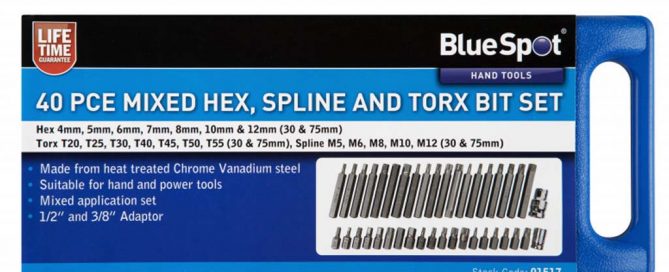 LIFE
TIME
GUARANTEE
BlueSpot®
HAND TOOLS
40 PCE MIXED HEX, SPLINE AND TORX BIT SET
Hex 4mm, 5mm, 6mm, 7mm, 8mm, 10mm & 12mm (30 & 75mm)
Torx T20, T25, T30, T40, T45, T50, T55 (30 & 75mm), Spline M5, M6, M8, M10, M12 (30 & 75mm)
• Made from heat treated Chrome Vanadium steel
• Suitable for hand and power tools
• Mixed application set
• 1/2" and 3/8" Adaptor
Stock Code: 01517